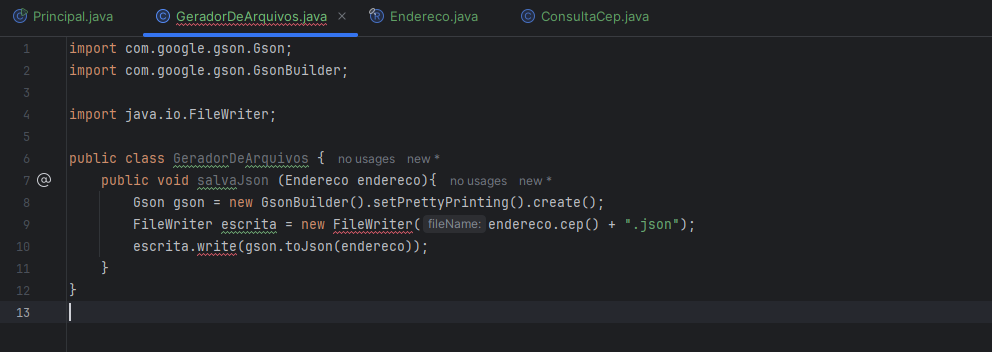 Principal.java GeradorDeArquivos.java Endereco.java ConsultaCep.java
1 import com.google.gson.Gson;
2 import com.google.gson.GsonBuilder;
3
4 import java.io.FileWriter;
5
6 public class GeradorDeArquivos { no usages new *
7 public void salvaJson (Endereco endereco){ no usages new *
8 Gson gson = new GsonBuilder().setPrettyPrinting().create();
9 FileWriter escrita = new FileWriter( fileName: endereco.cep() + ".json");
10 escrita.write(gson.toJson(endereco));
11 }
12 }
13